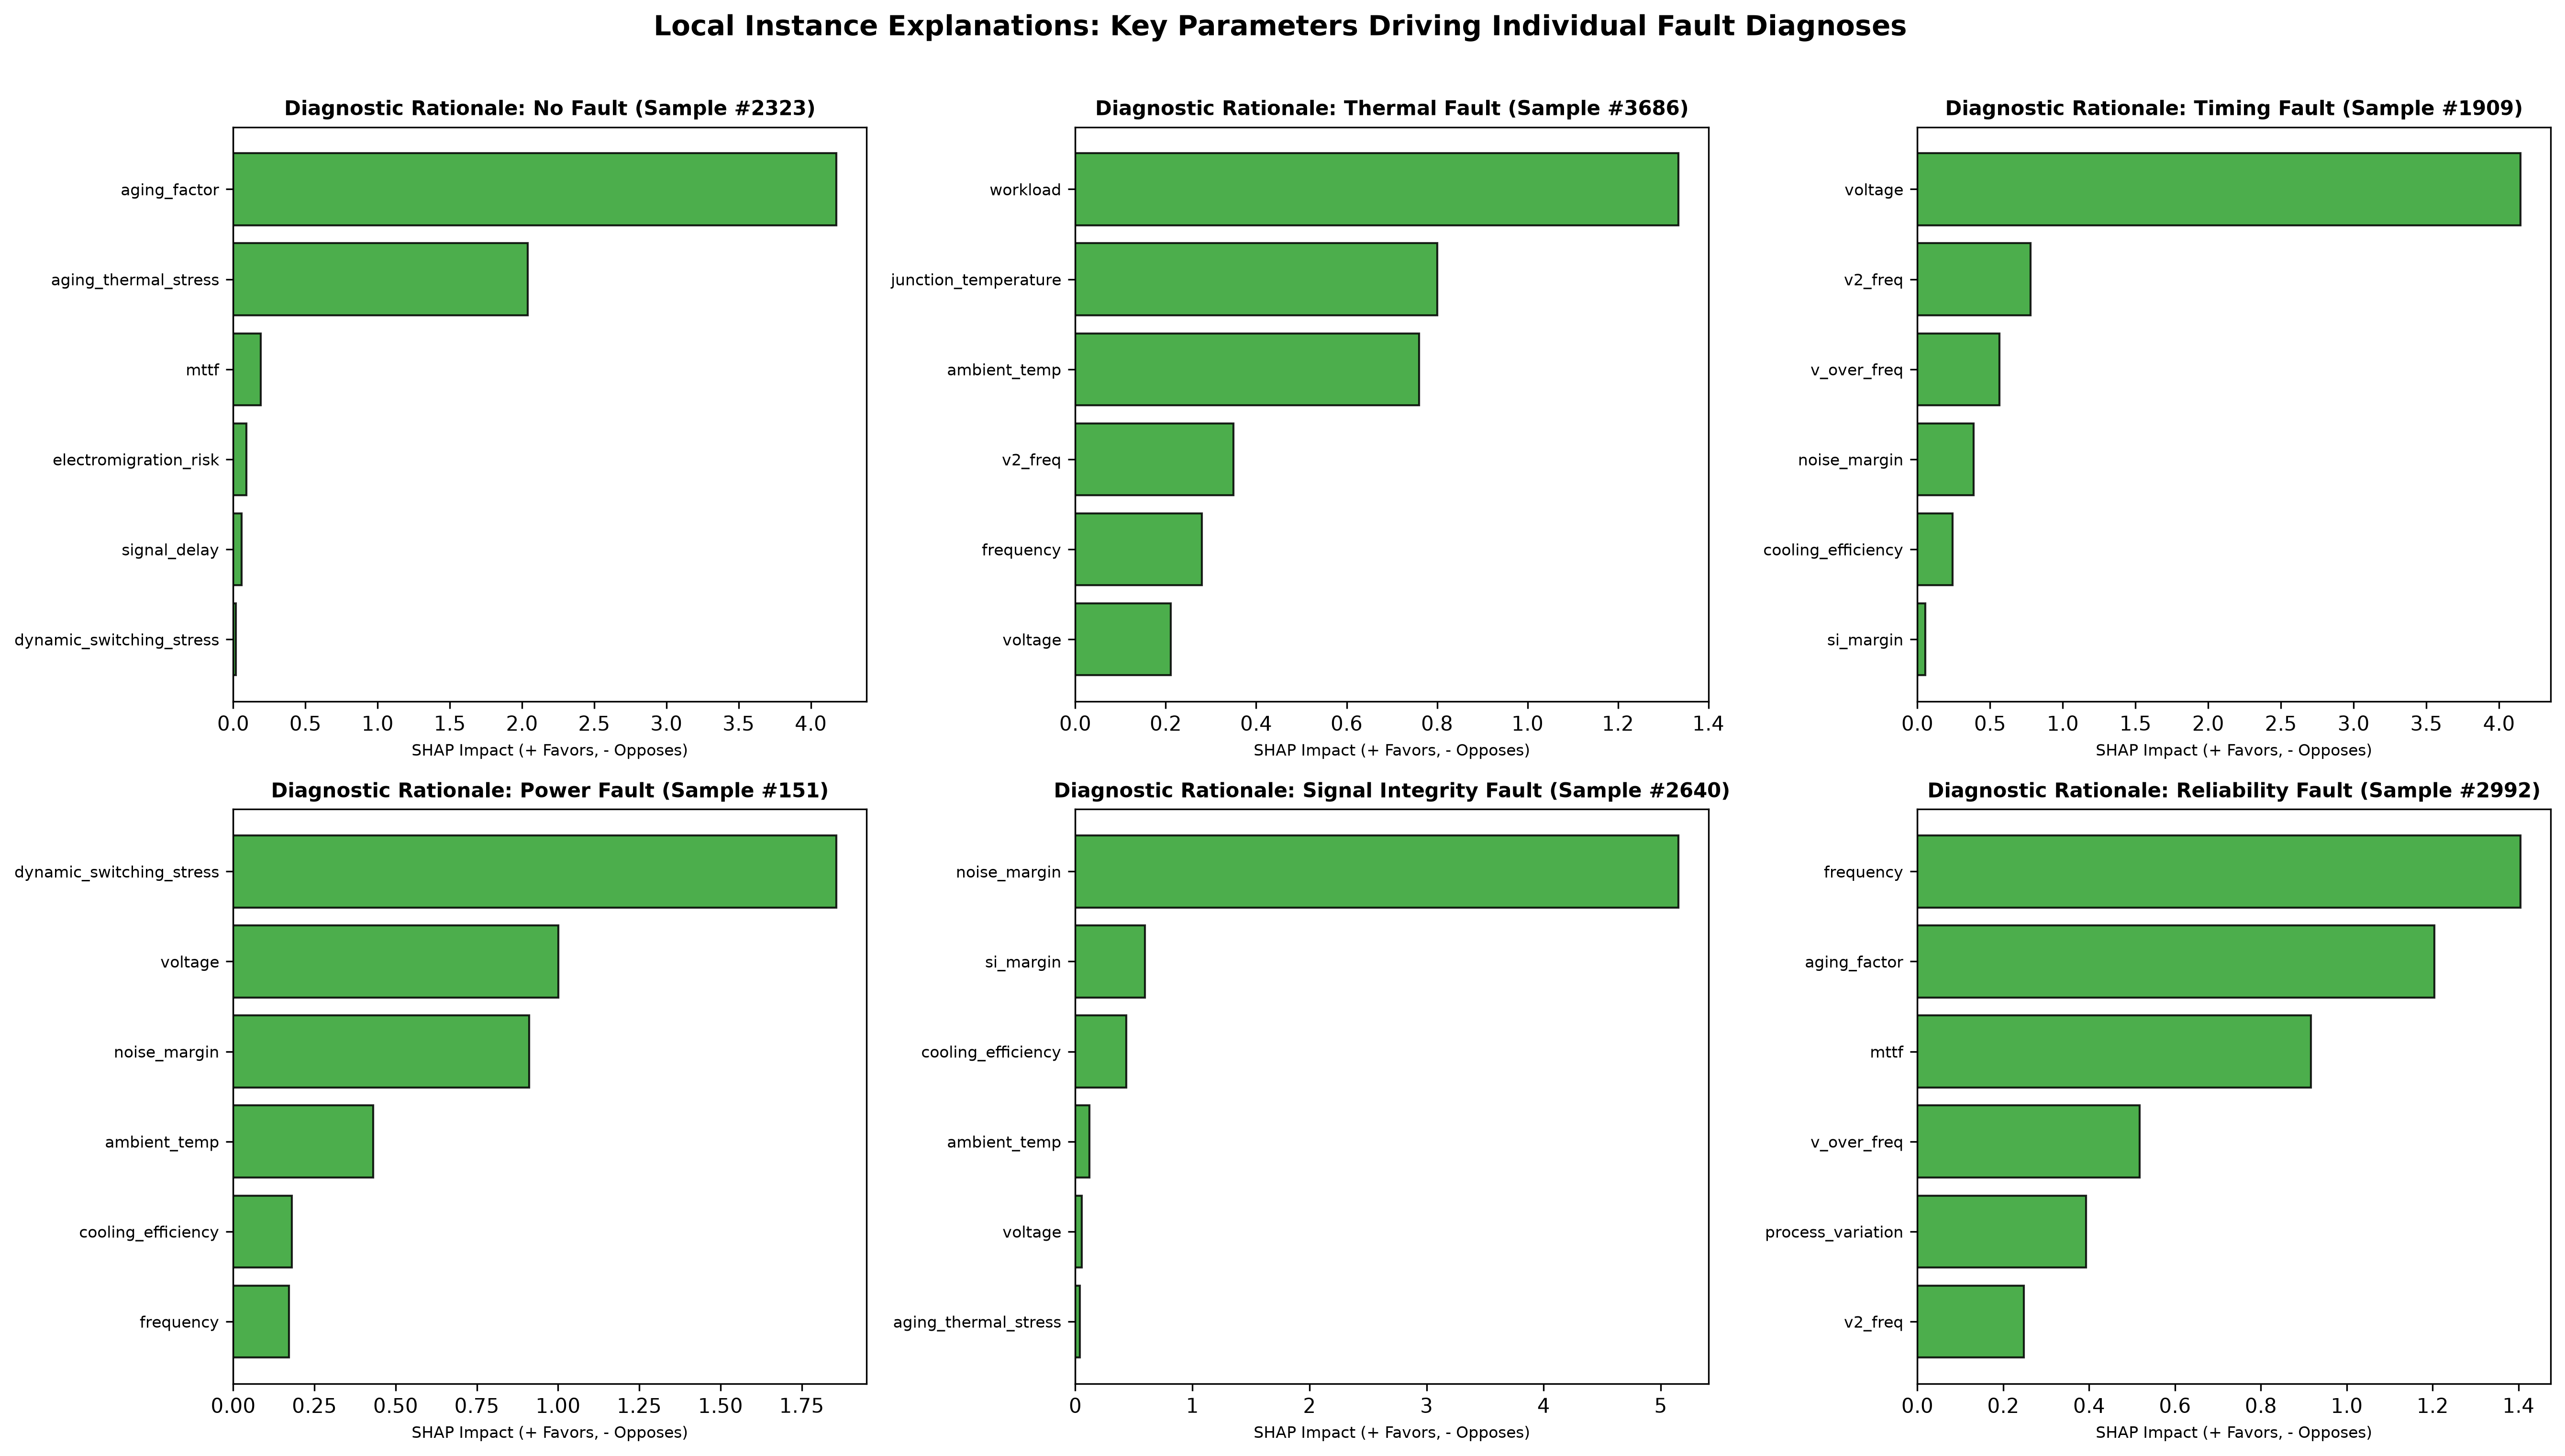 Local Instance Explanations: Key Parameters Driving Individual Fault Diagnoses
Diagnostic Rationale: No Fault (Sample #2323)
aging_factor
aging_thermal_stress
mttf
electromigration_risk
signal_delay
dynamic_switching_stress
0.0 0.5 1.0 1.5 2.0 2.5 3.0 3.5 4.0
SHAP Impact (+ Favors, - Opposes)
Diagnostic Rationale: Thermal Fault (Sample #3686)
workload
junction_temperature
ambient_temp
v2_freq
frequency
voltage
0.0 0.2 0.4 0.6 0.8 1.0 1.2 1.4
SHAP Impact (+ Favors, - Opposes)
Diagnostic Rationale: Timing Fault (Sample #1909)
voltage
v2_freq
v_over_freq
noise_margin
cooling_efficiency
si_margin
0.0 0.5 1.0 1.5 2.0 2.5 3.0 3.5 4.0
SHAP Impact (+ Favors, - Opposes)
Diagnostic Rationale: Power Fault (Sample #151)
dynamic_switching_stress
voltage
noise_margin
ambient_temp
cooling_efficiency
frequency
0.00 0.25 0.50 0.75 1.00 1.25 1.50 1.75
SHAP Impact (+ Favors, - Opposes)
Diagnostic Rationale: Signal Integrity Fault (Sample #2640)
noise_margin
si_margin
cooling_efficiency
ambient_temp
voltage
aging_thermal_stress
0 1 2 3 4 5
SHAP Impact (+ Favors, - Opposes)
Diagnostic Rationale: Reliability Fault (Sample #2992)
frequency
aging_factor
mttf
v_over_freq
process_variation
v2_freq
0.0 0.2 0.4 0.6 0.8 1.0 1.2 1.4
SHAP Impact (+ Favors, - Opposes)